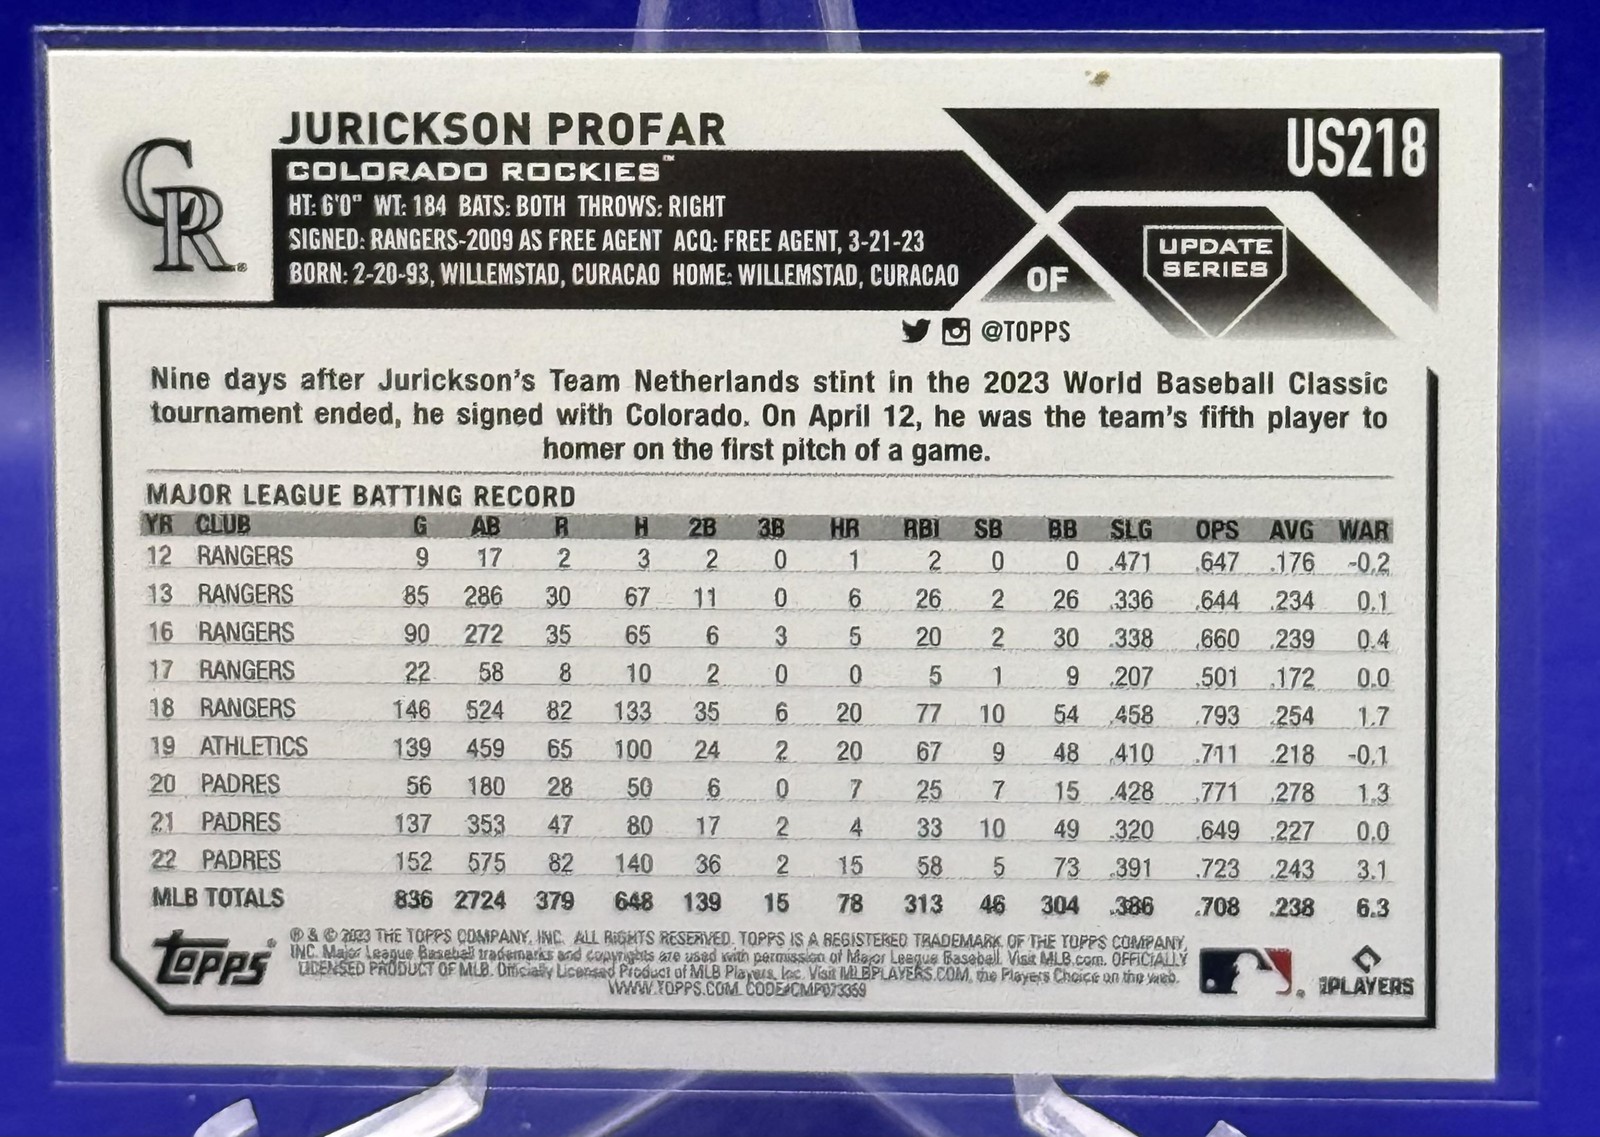 JURICKSON PROFAR
US218
CR
COLORADO ROCKIES™
HT: 6'0" WT: 184 BATS: BOTH THROWS: RIGHT
SIGNED: RANGERS-2009 AS FREE AGENT ACQ: FREE AGENT, 3-21-23
BORN: 2-20-93, WILLEMSTAD, CURACAO HOME: WILLEMSTAD, CURACAO
OF
UPDATE
SERIES
@TOPPS
Nine days after Jurickson's Team Netherlands stint in the 2023 World Baseball Classic
tournament ended, he signed with Colorado. On April 12, he was the team's fifth player to
homer on the first pitch of a game.
MAJOR LEAGUE BATTING RECORD
YR CLUB G AB R H 2B 3B HR RBI SB BB SLG OPS AVG WAR
12 RANGERS 9 17 2 3 2 0 1 2 0 0 .471 .647 .176 -0.2
13 RANGERS 85 286 30 67 11 0 6 26 2 26 .336 .644 .234 0.1
16 RANGERS 90 272 35 65 6 3 5 20 2 30 .338 .660 .239 0.4
17 RANGERS 22 58 8 10 2 0 0 5 1 9 .207 .501 .172 0.0
18 RANGERS 146 524 82 133 35 6 20 77 10 54 .458 .793 .254 1.7
19 ATHLETICS 139 459 65 100 24 2 20 67 9 48 .410 .711 .218 -0.1
20 PADRES 56 180 28 50 6 0 7 25 7 15 .428 .771 .278 1.3
21 PADRES 137 353 47 80 17 2 4 33 10 49 .320 .649 .227 0.0
22 PADRES 152 575 82 140 36 2 15 58 5 73 .391 .723 .243 3.1
MLB TOTALS 836 2724 379 648 139 15 78 313 46 304 .386 .708 .238 6.3
Topps®
® & © 2023 THE TOPPS COMPANY, INC. ALL RIGHTS RESERVED. TOPPS IS A REGISTERED TRADEMARK OF THE TOPPS COMPANY,
INC. Major League Baseball trademarks and copyrights are used with permission of Major League Baseball. Visit MLB.com. OFFICIALLY
LICENSED PRODUCT OF MLB. Officially Licensed Product of MLB Players, Inc. Visit MLBPLAYERS.COM, the Players Choice on the web.
WWW.TOPPS.COM CODE#CMP073359
PLAYERS